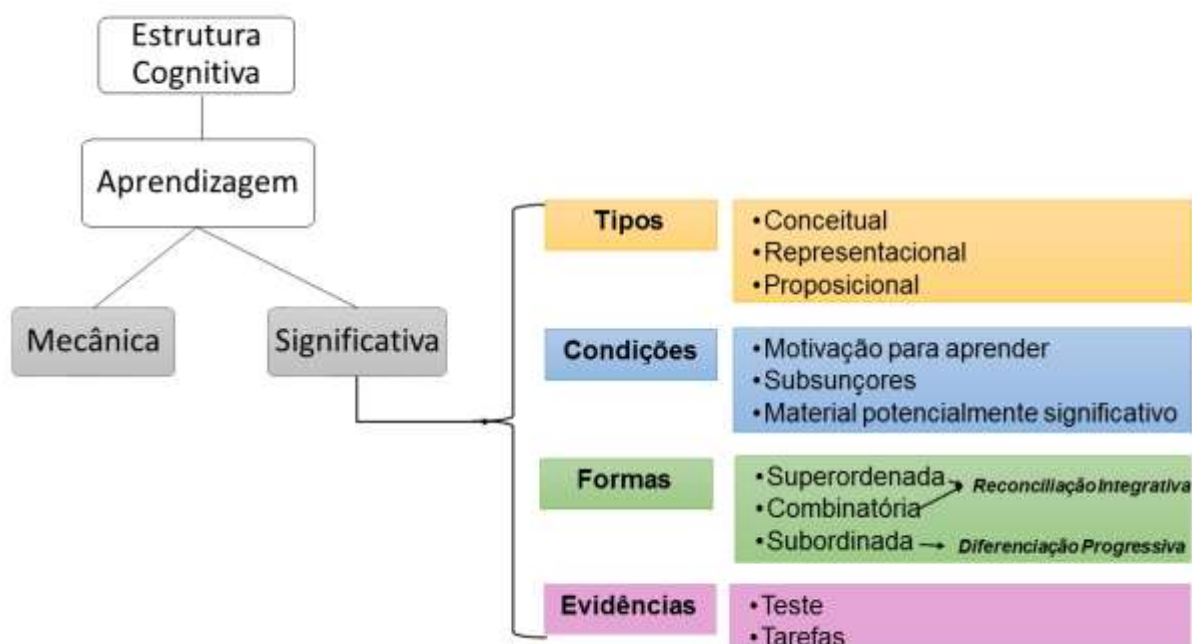 Estrutura
Cognitiva
Aprendizagem
Mecânica
Significativa
Tipos
•Conceitual
•Representacional
•Proposicional
Condições
•Motivação para aprender
•Subsunçores
•Material potencialmente significativo
Formas
•Superordenada
•Combinatória
Reconciliação Integrativa
•Subordinada
Diferenciação Progressiva
Evidências
•Teste
•Tarefas